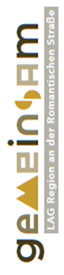 gemeinsam
LAG Region an der Romantischen Straße